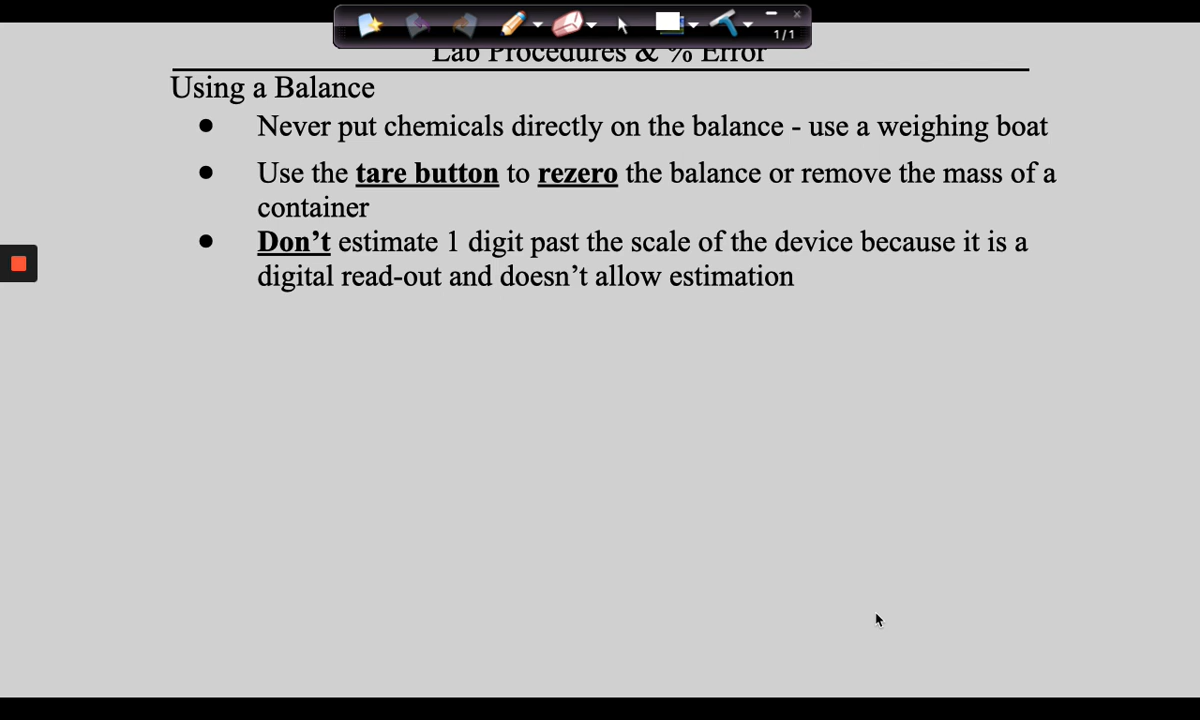 1/1
Lab Procedures & % Error
Using a Balance
● Never put chemicals directly on the balance - use a weighing boat
● Use the tare button to rezero the balance or remove the mass of a
container
● Don’t estimate 1 digit past the scale of the device because it is a
digital read-out and doesn’t allow estimation